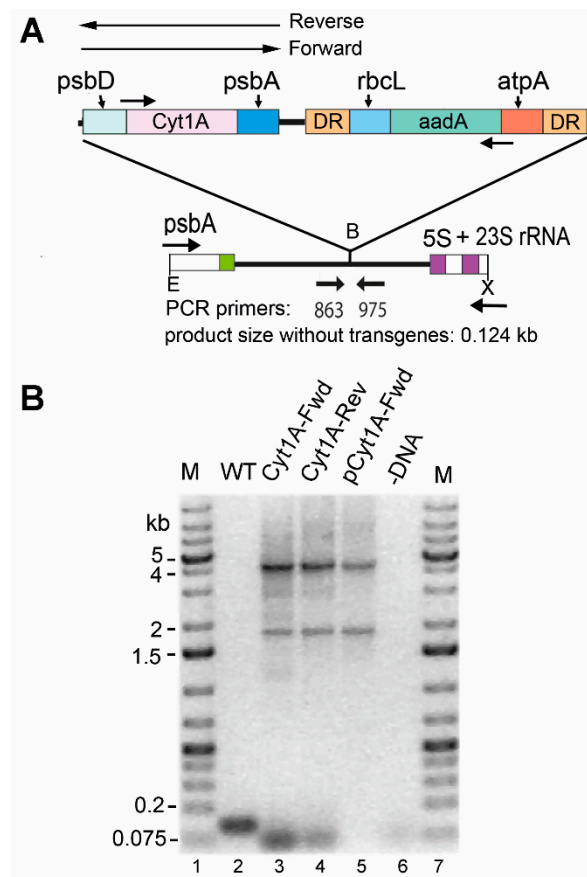 A
Reverse
Forward
psbD
psbA
rbcL
atpA
Cyt1A
DR
aadA
DR
B
psbA
5S + 23S rRNA
E
X
PCR primers: 863 975
product size without transgenes: 0.124 kb
B
M WT Cyt1A-Fwd Cyt1A-Rev pCyt1A-Fwd -DNA M
kb
5
4
2
1.5
0.2
0.075
1 2 3 4 5 6 7